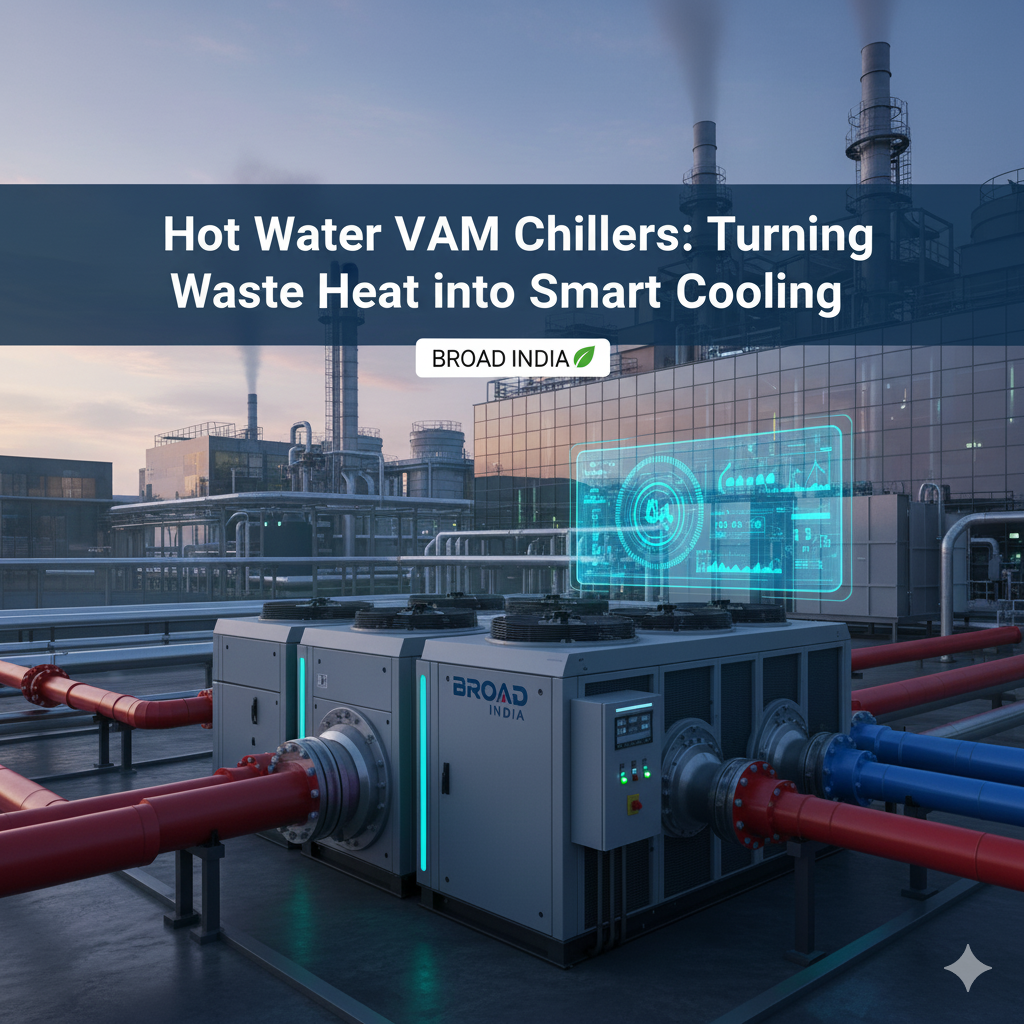 Hot Water VAM Chillers: Turning
Waste Heat into Smart Cooling
BROAD INDIA
BROAD
INDIA